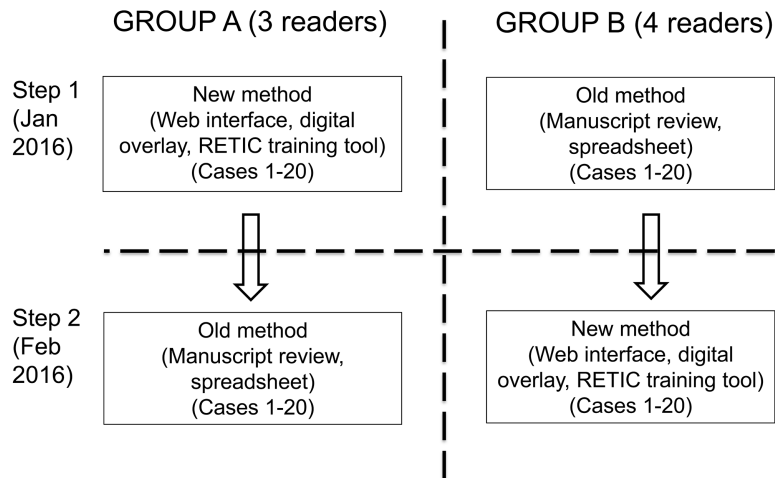 GROUP A (3 readers)
GROUP B (4 readers)
Step 1
(Jan
2016)
New method
(Web interface, digital
overlay, RETIC training tool)
(Cases 1-20)
Old method
(Manuscript review,
spreadsheet)
(Cases 1-20)
Step 2
(Feb
2016)
Old method
(Manuscript review,
spreadsheet)
(Cases 1-20)
New method
(Web interface, digital
overlay, RETIC training tool)
(Cases 1-20)